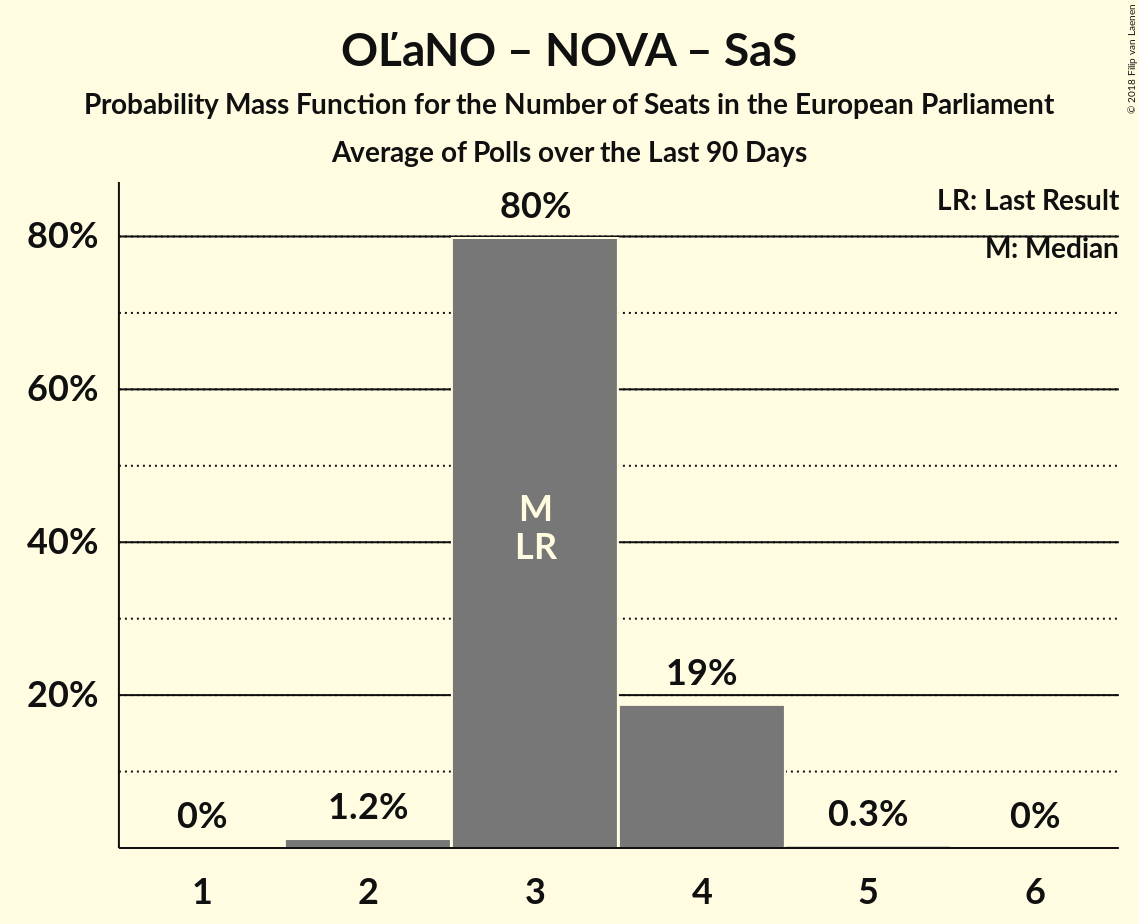 OĽaNO – NOVA – SaS
Probability Mass Function for the Number of Seats in the European Parliament
Average of Polls over the Last 90 Days
© 2018 Filip van Laenen
LR: Last Result
M: Median
80%
60%
40%
20%
0%
1.2%
80%
M
LR
19%
0.3%
0%
1 2 3 4 5 6